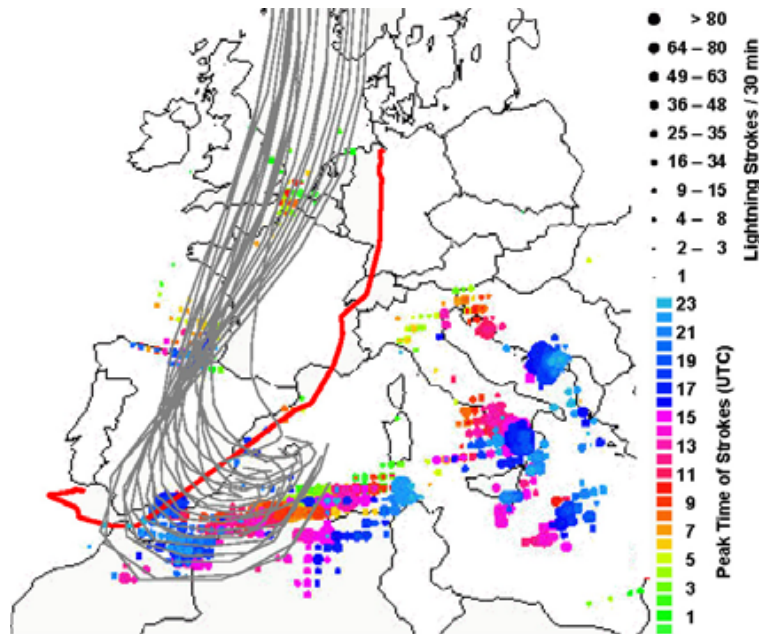 > 80
64 – 80
49 – 63
36 – 48
25 – 35
16 – 34
9 – 15
4 – 8
2 – 3
1
Lightning Strokes / 30 min
23
21
19
17
15
13
11
9
7
5
3
1
Peak Time of Strokes (UTC)